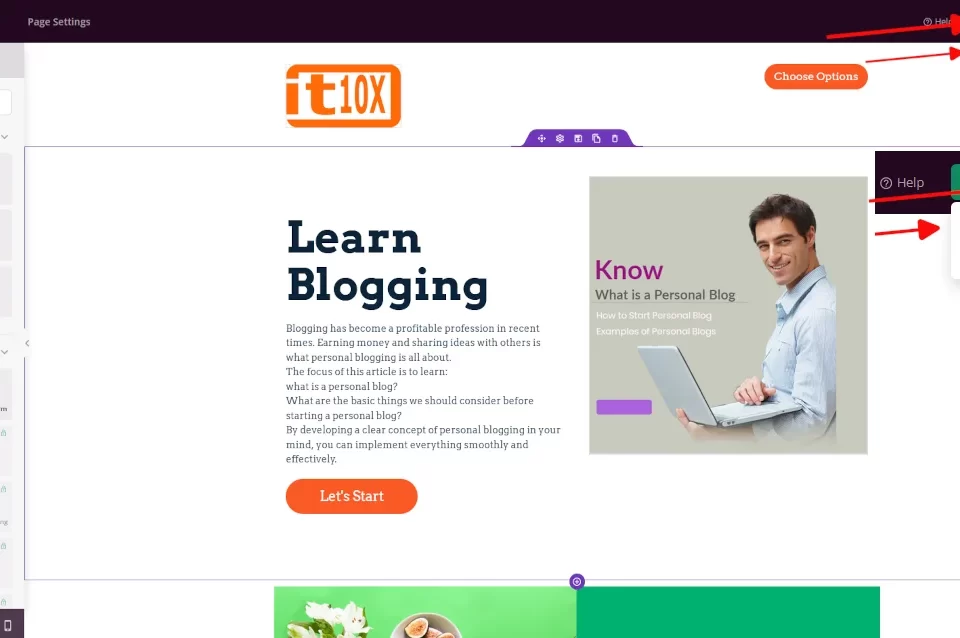 Page Settings
Help
it10X
Choose Options
Help
Learn
Blogging
Blogging has become a profitable profession in recent
times. Earning money and sharing ideas with others is
what personal blogging is all about.
The focus of this article is to learn:
what is a personal blog?
What are the basic things we should consider before
starting a personal blog?
By developing a clear concept of personal blogging in your
mind, you can implement everything smoothly and
effectively.
Let's Start
Know
What is a Personal Blog
How to Start Personal Blog
Examples of Personal Blogs
m
ng